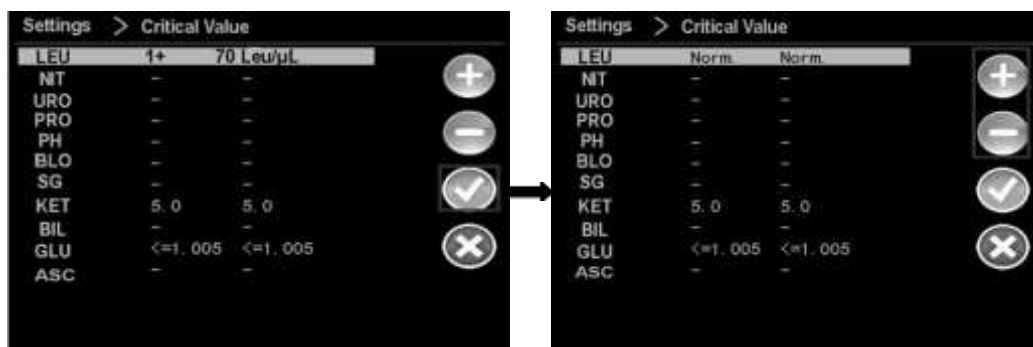 Settings > Critical Value
LEU 1+ 70 Leu/µL
NIT - -
URO - -
PRO - -
PH - -
BLO - -
SG - -
KET 5.0 5.0
BIL - -
GLU <=1.005 <=1.005
ASC - -
Settings > Critical Value
LEU Norm. Norm.
NIT - -
URO - -
PRO - -
PH - -
BLO - -
SG - -
KET 5.0 5.0
BIL - -
GLU <=1.005 <=1.005
ASC - -